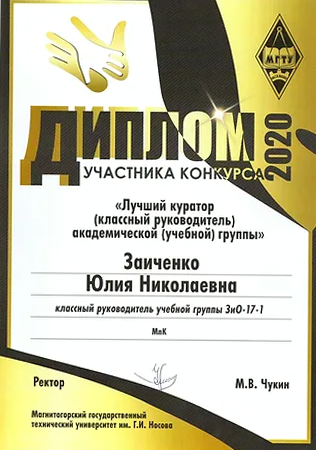 МГТУ
ДИПЛОМ
УЧАСТНИКА КОНКУРСА
2020
«Лучший куратор
(классный руководитель)
академической (учебной) группы»
Заиченко
Юлия Николаевна
классный руководитель учебной группы ЗиО-17-1
МпК
Ректор
М.В. Чукин
Магнитогорский государственный
технический университет им. Г.И. Носова